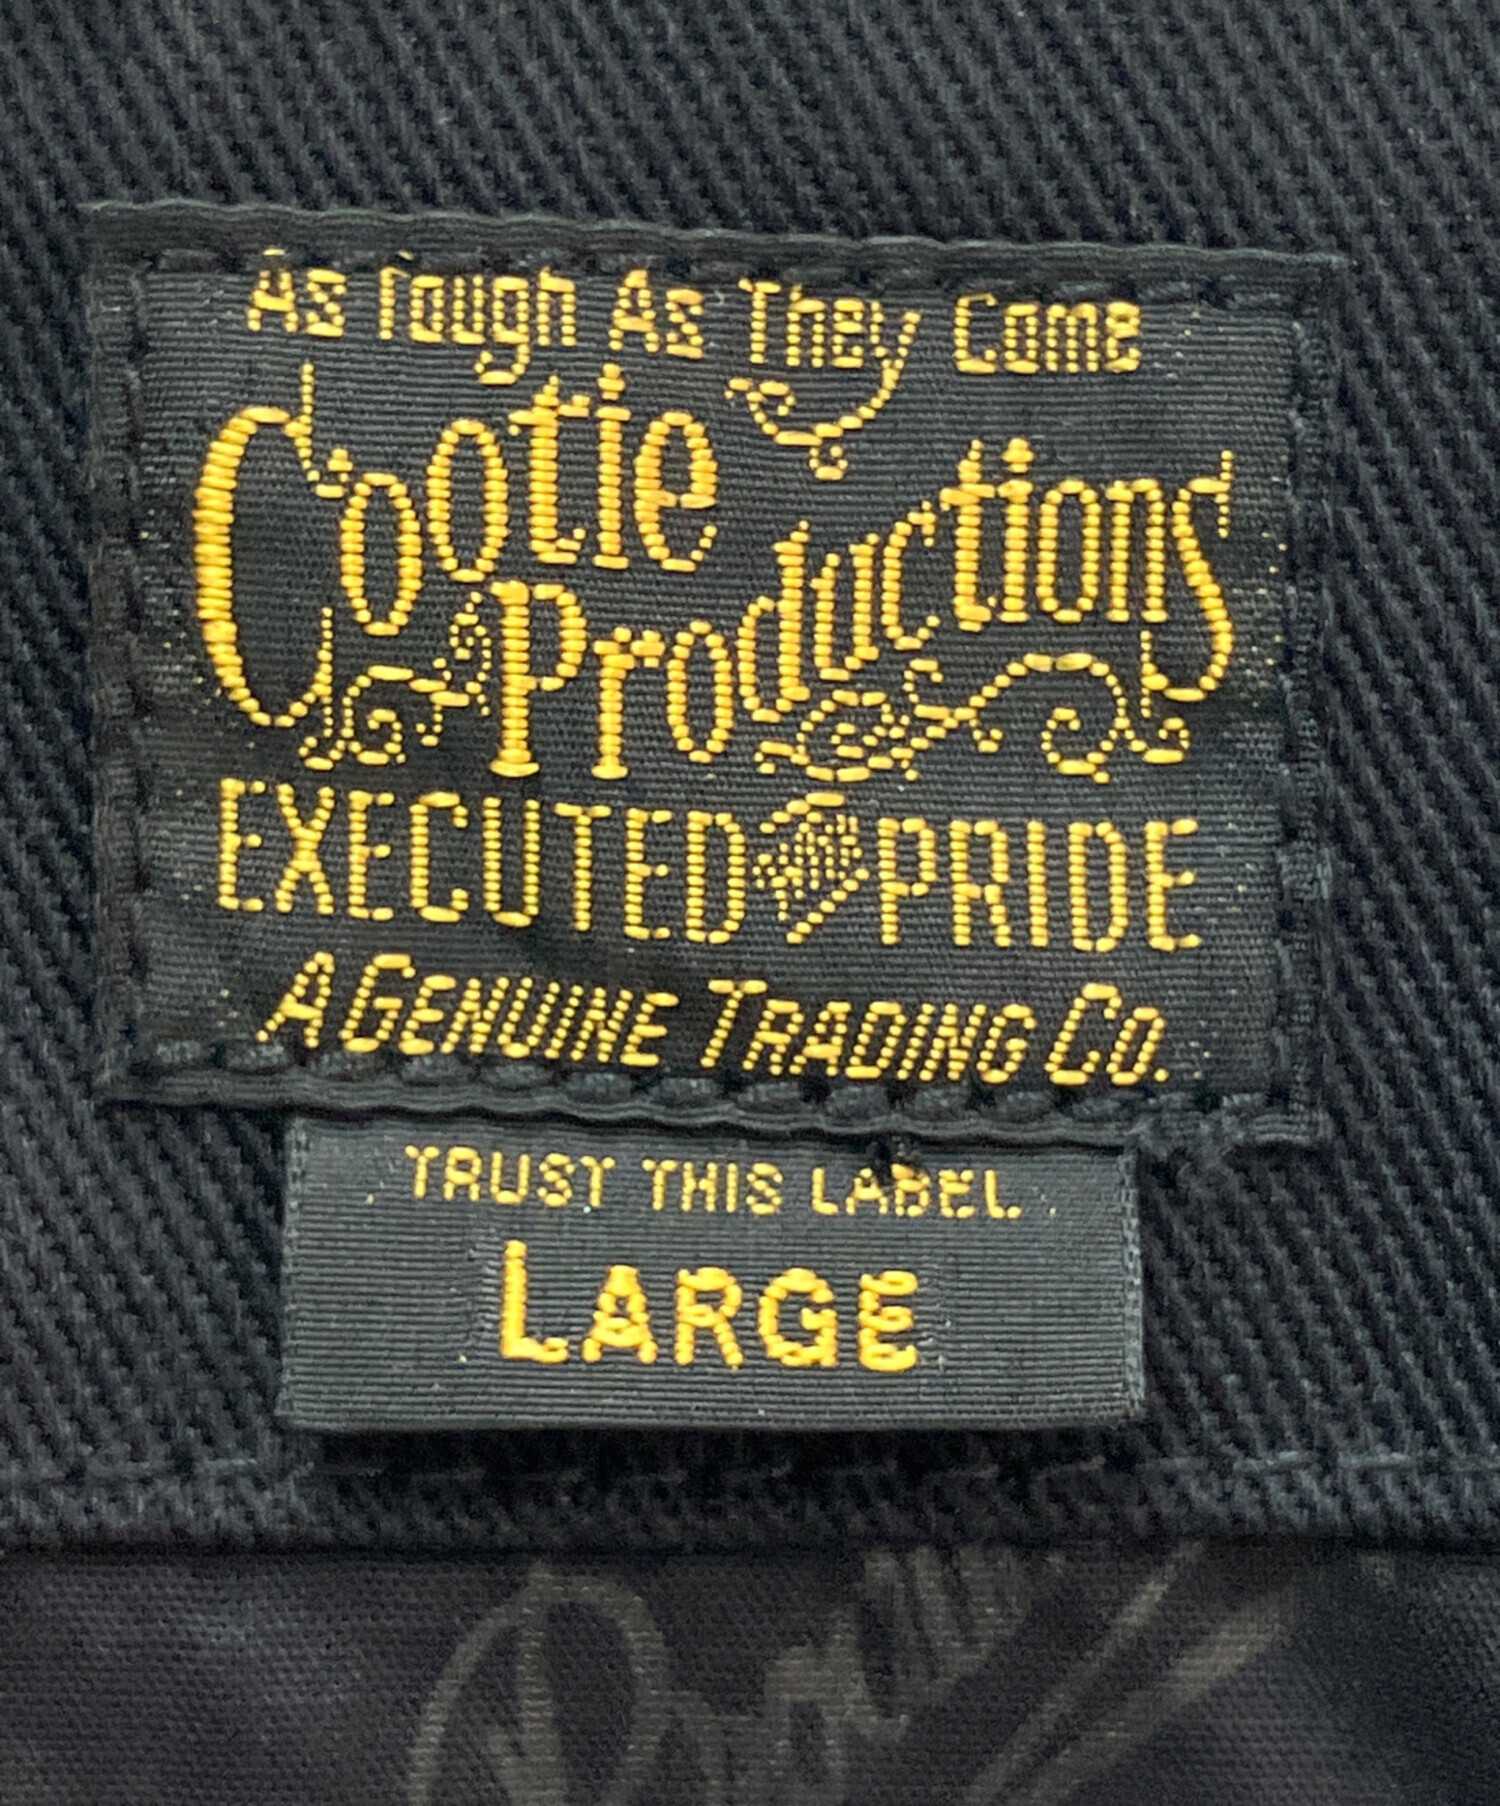 As Tough As They Come
Cootie
Productions
EXECUTED PRIDE
A GENUINE TRADING CO.
TRUST THIS LABEL
LARGE